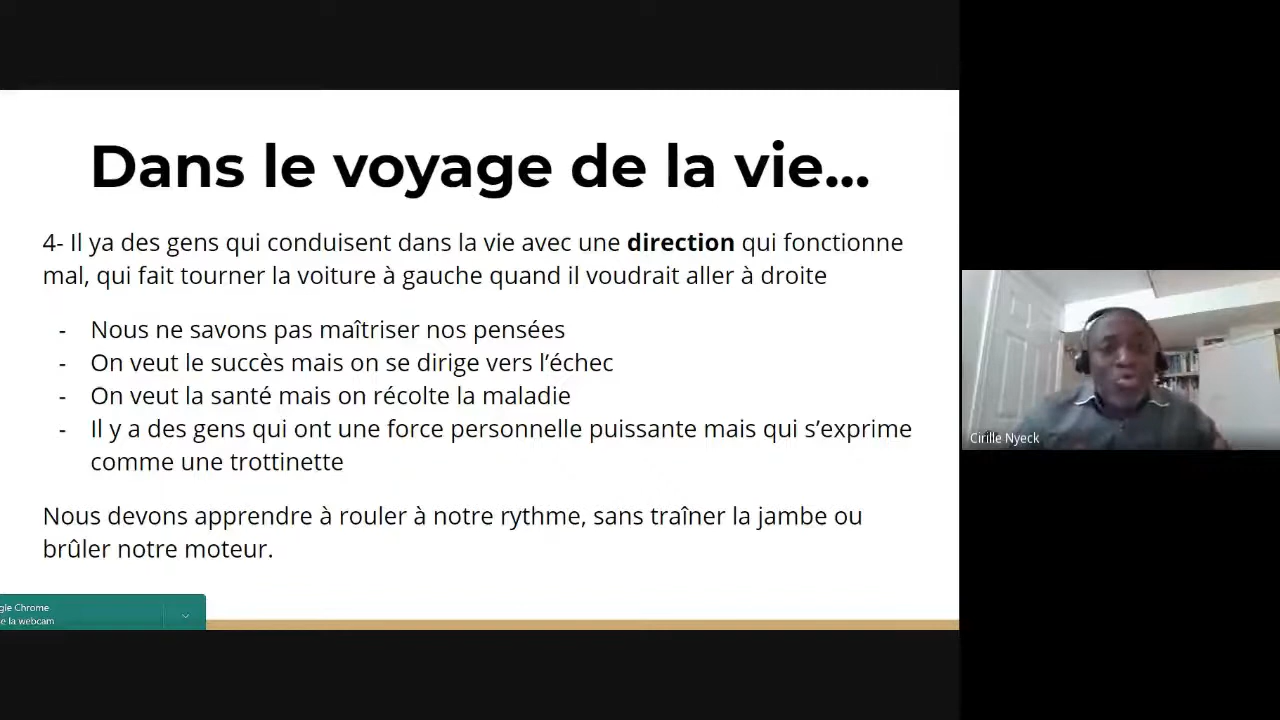 Dans le voyage de la vie...
4- Il ya des gens qui conduisent dans la vie avec une direction qui fonctionne
mal, qui fait tourner la voiture à gauche quand il voudrait aller à droite
- Nous ne savons pas maîtriser nos pensées
- On veut le succès mais on se dirige vers l’échec
- On veut la santé mais on récolte la maladie
- Il y a des gens qui ont une force personnelle puissante mais qui s’exprime
comme une trottinette
Nous devons apprendre à rouler à notre rythme, sans traîner la jambe ou
brûler notre moteur.
Cirille Nyeck
gle Chrome
e la webcam